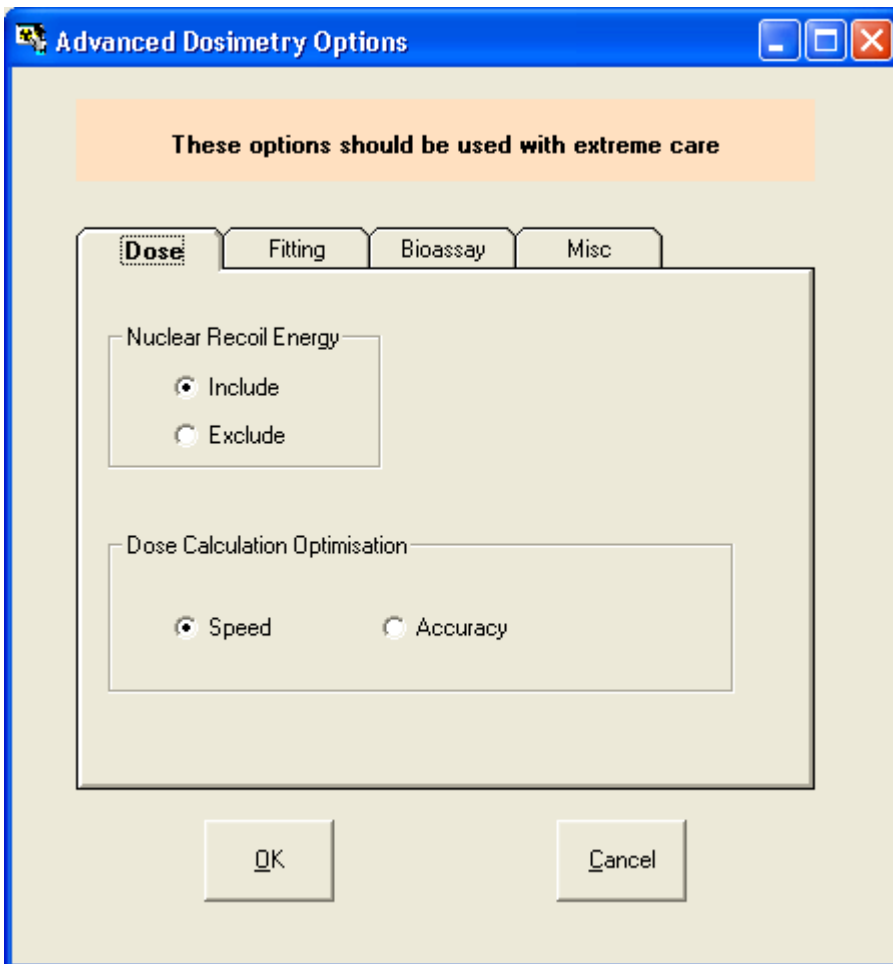 Advanced Dosimetry Options
These options should be used with extreme care
Dose Fitting Bioassay Misc
Nuclear Recoil Energy
Include
Exclude
Dose Calculation Optimisation
Speed Accuracy
OK Cancel